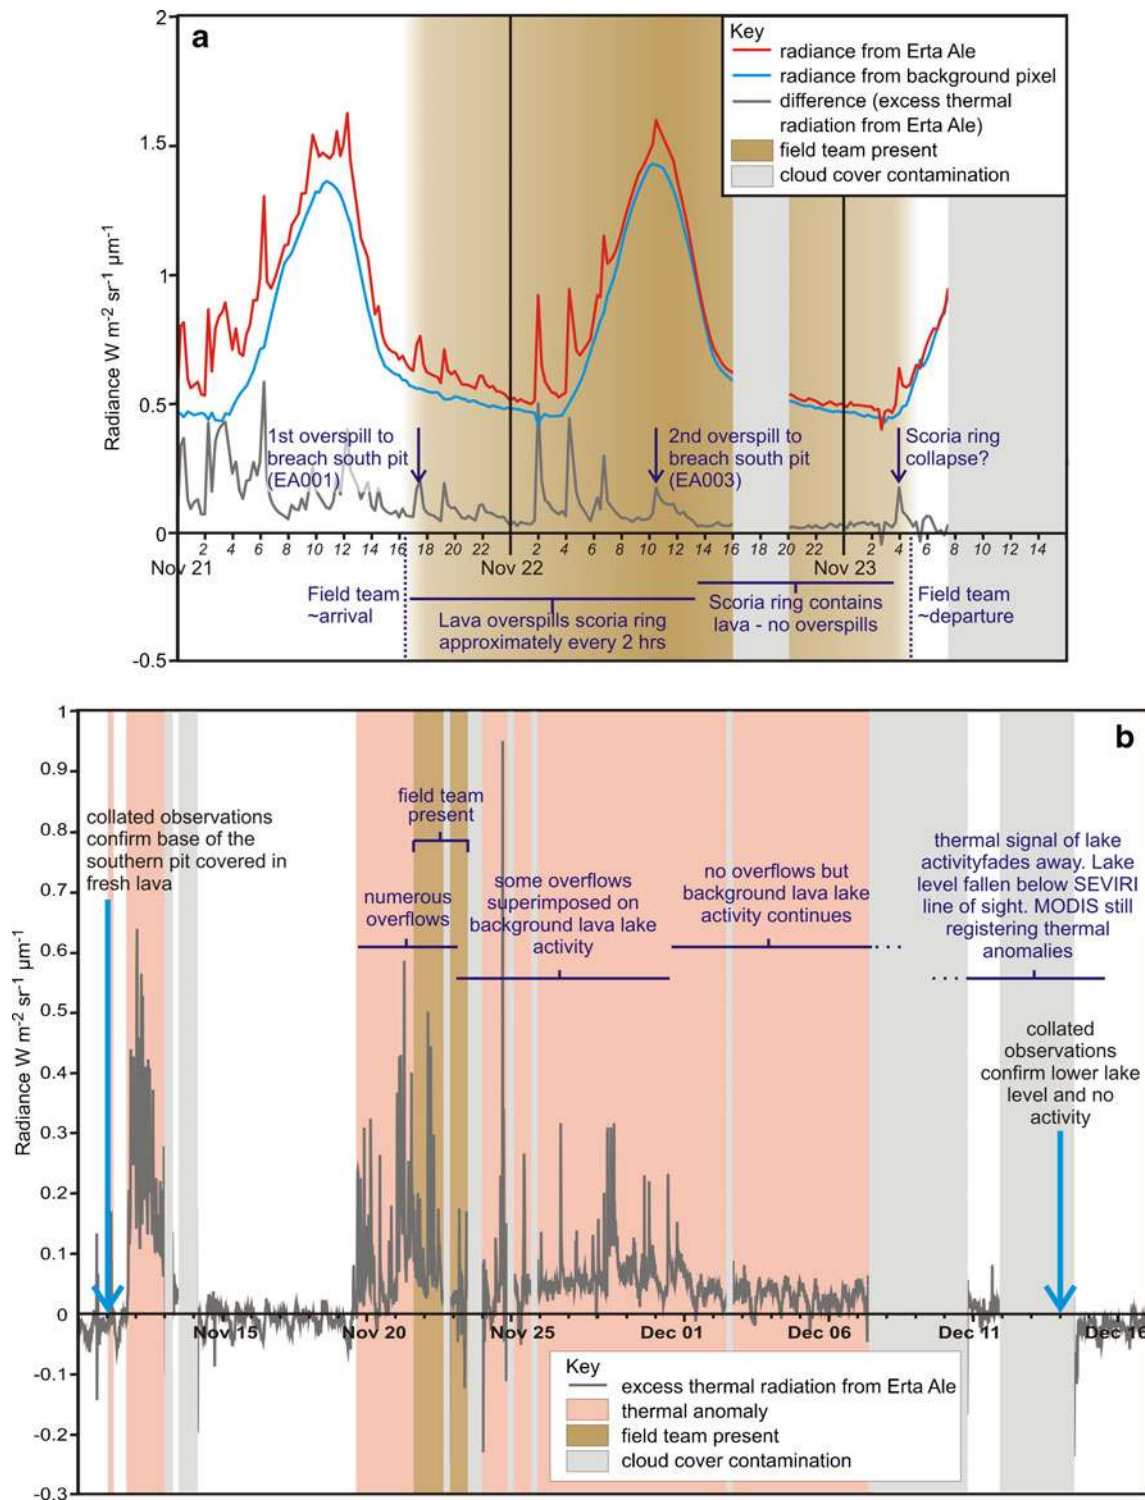 a
2
1.5
1
0.5
0
-0.5
Radiance W m-2 sr-1 µm-1
Key
radiance from Erta Ale
radiance from background pixel
difference (excess thermal
radiation from Erta Ale)
field team present
cloud cover contamination
1st overspill to
breach south pit
(EA001)
2nd overspill to
breach south pit
(EA003)
Scoria ring
collapse?
2 4 6 8 10 12 14 16 18 20 22 2 4 6 8 10 12 14 16 18 20 22 2 4 6 8 10 12 14
Nov 21 Nov 22 Nov 23
Field team
~arrival
Lava overspills scoria ring
approximately every 2 hrs
Scoria ring contains
lava - no overspills
Field team
~departure
b
1
0.9
0.8
0.7
0.6
0.5
0.4
0.3
0.2
0.1
0
-0.1
-0.2
-0.3
Radiance W m-2 sr-1 µm-1
collated observations
confirm base of the
southern pit covered in
fresh lava
field team
present
numerous
overflows
some overflows
superimposed on
background lava lake
activity
no overflows but
background lava lake
activity continues
thermal signal of lake
activityfades away. Lake
level fallen below SEVIRI
line of sight. MODIS still
registering thermal
anomalies
collated
observations
confirm lower lake
level and no
activity
Nov 15 Nov 20 Nov 25 Dec 01 Dec 06 Dec 11 Dec 16
Key
excess thermal radiation from Erta Ale
thermal anomaly
field team present
cloud cover contamination